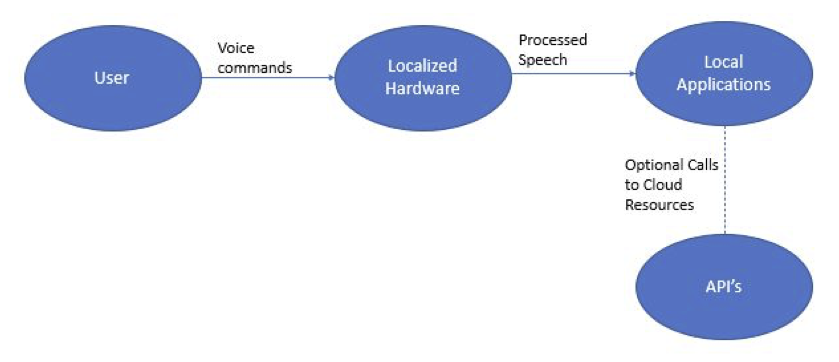 User
Voice
commands
Localized
Hardware
Processed
Speech
Local
Applications
Optional Calls
to Cloud
Resources
API's